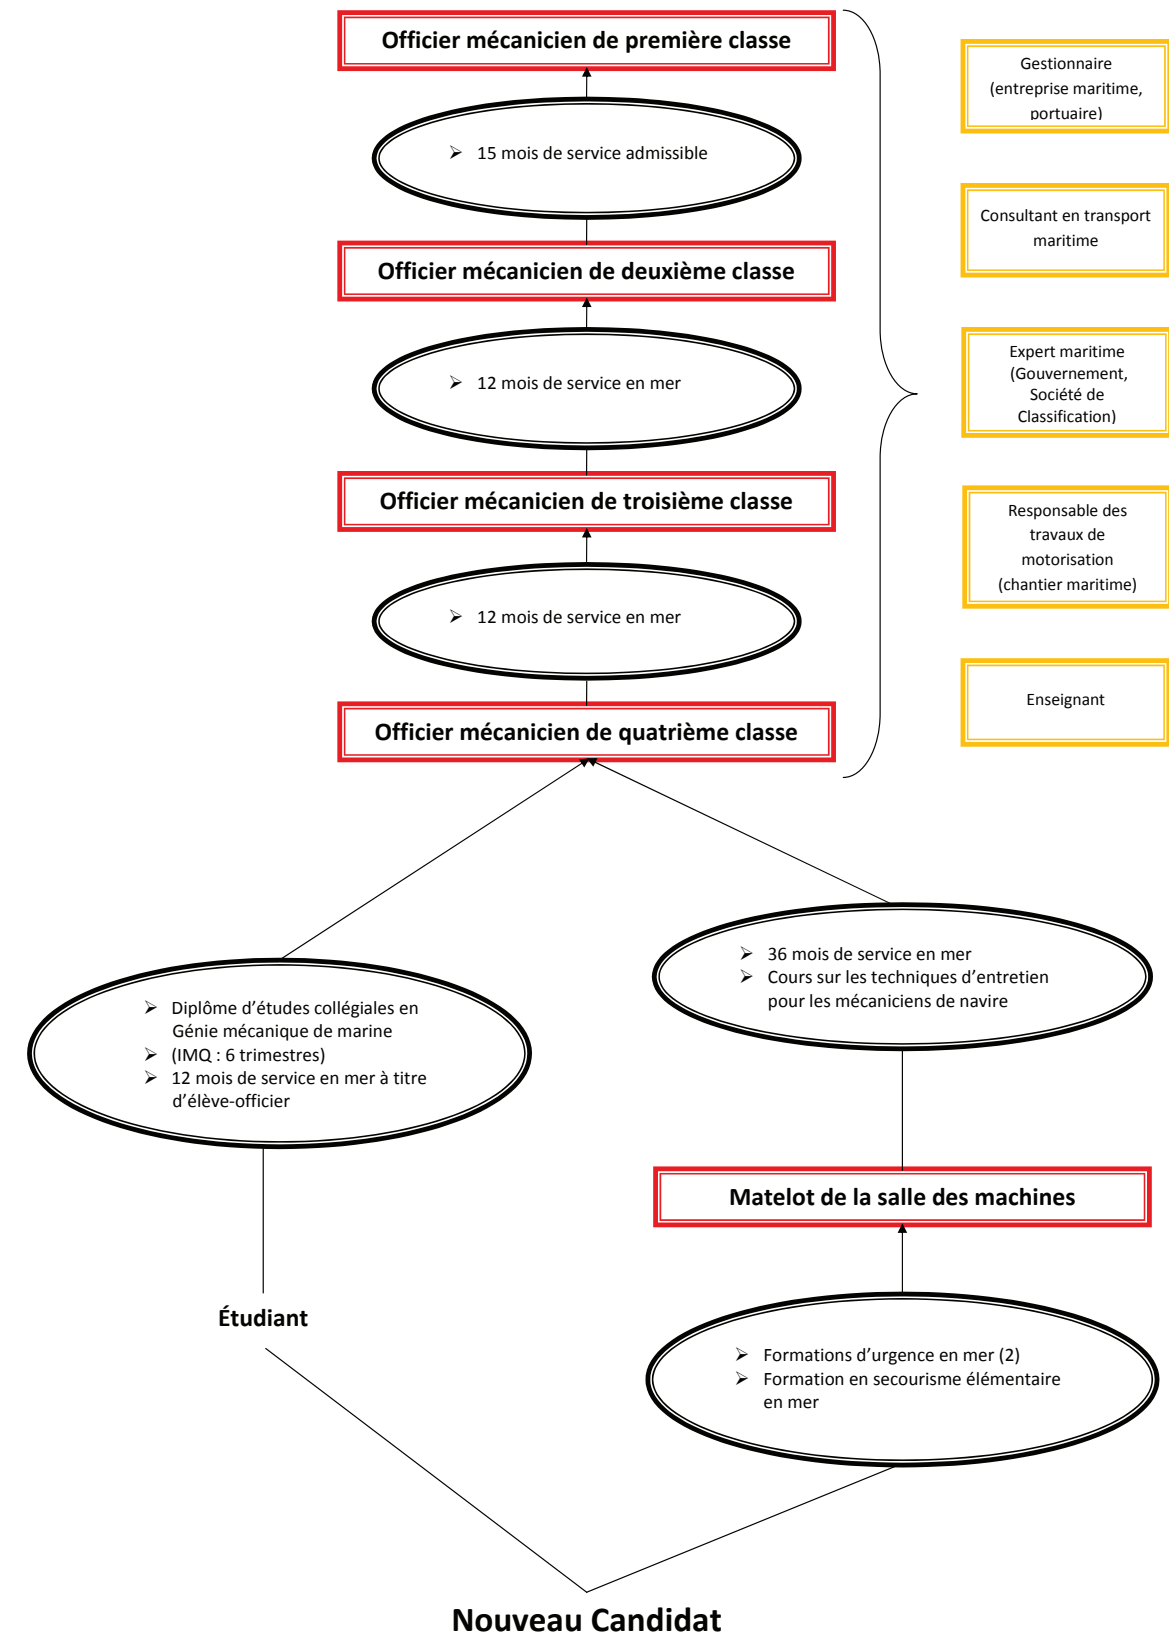 Officier mécanicien de première classe
➢ 15 mois de service admissible
Officier mécanicien de deuxième classe
➢ 12 mois de service en mer
Officier mécanicien de troisième classe
➢ 12 mois de service en mer
Officier mécanicien de quatrième classe
Gestionnaire
(entreprise maritime,
portuaire)
Consultant en transport
maritime
Expert maritime
(Gouvernement,
Société de
Classification)
Responsable des
travaux de
motorisation
(chantier maritime)
Enseignant
➢ 36 mois de service en mer
➢ Cours sur les techniques d’entretien
pour les mécaniciens de navire
➢ Diplôme d’études collégiales en
Génie mécanique de marine
➢ (IMQ : 6 trimestres)
➢ 12 mois de service en mer à titre
d’élève-officier
Matelot de la salle des machines
Étudiant
➢ Formations d’urgence en mer (2)
➢ Formation en secourisme élémentaire
en mer
Nouveau Candidat